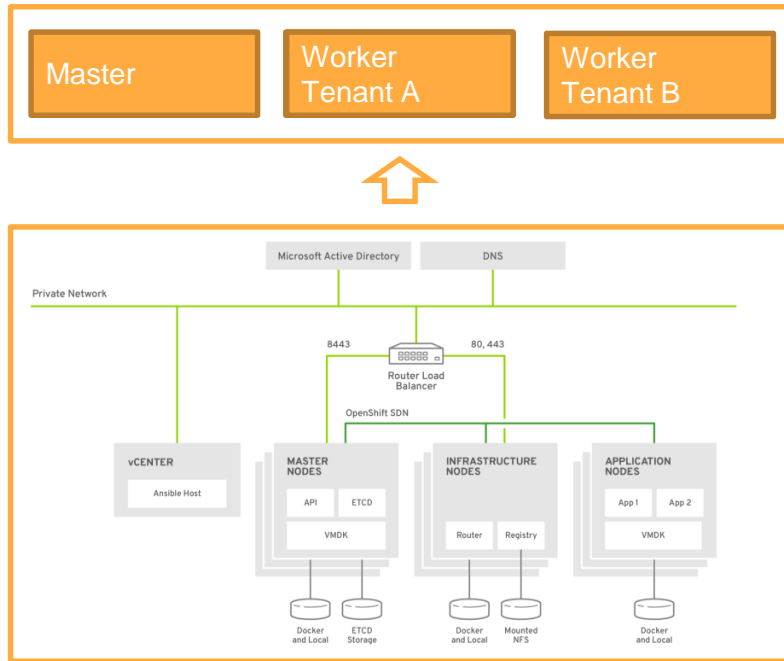 Master
Worker
Tenant A
Worker
Tenant B
Microsoft Active Directory
DNS
Private Network
8443
80, 443
Router Load
Balancer
OpenShift SDN
vCENTER
Ansible Host
MASTER
NODES
API
ETCD
VMDK
INFRASTRUCTURE
NODES
Router
Registry
APPLICATION
NODES
App 1
App 2
VMDK
Docker
and Local
ETCD
Storage
Docker
and Local
Mounted
NFS
Docker
and Local